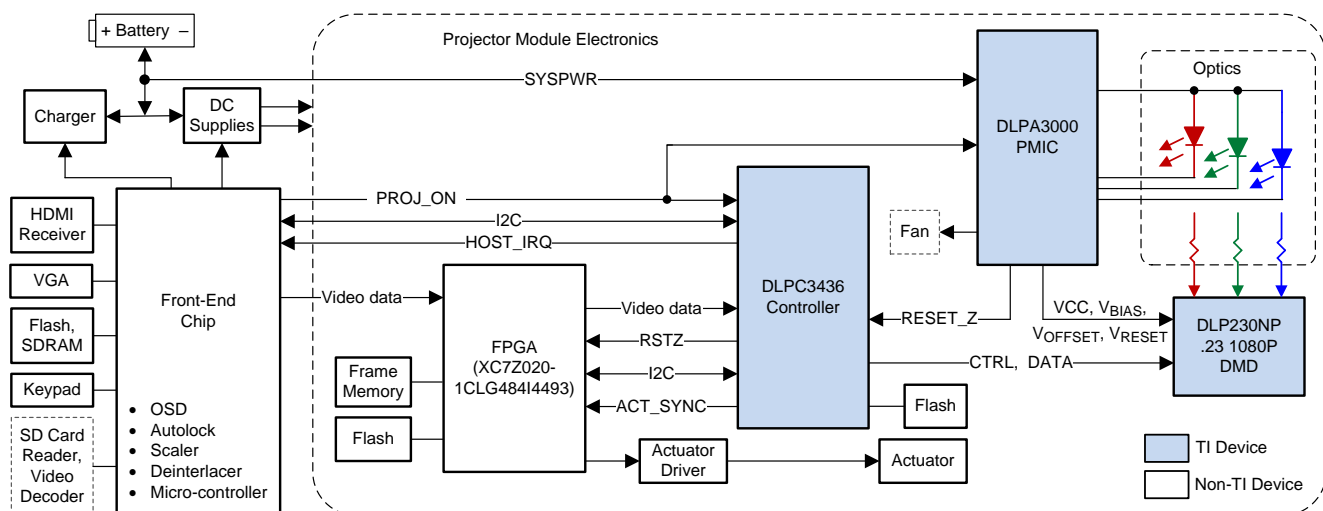 + Battery –
Projector Module Electronics
SYSPWR
Charger
DC
Supplies
DLPA3000
PMIC
Optics
HDMI
Receiver
VGA
Flash,
SDRAM
Keypad
SD Card
Reader,
Video
Decoder
Front-End
Chip
• OSD
• Autolock
• Scaler
• Deinterlacer
• Micro-controller
PROJ_ON
I2C
HOST_IRQ
Video data
FPGA
(XC7Z020-
1CLG484I4493)
Frame
Memory
Flash
Video data
RSTZ
I2C
ACT_SYNC
DLPC3436
Controller
Fan
RESET_Z
VCC, VBIAS,
VOFFSET, VRESET
CTRL, DATA
DLP230NP
.23 1080P
DMD
Flash
Actuator
Driver
Actuator
TI Device
Non-TI Device